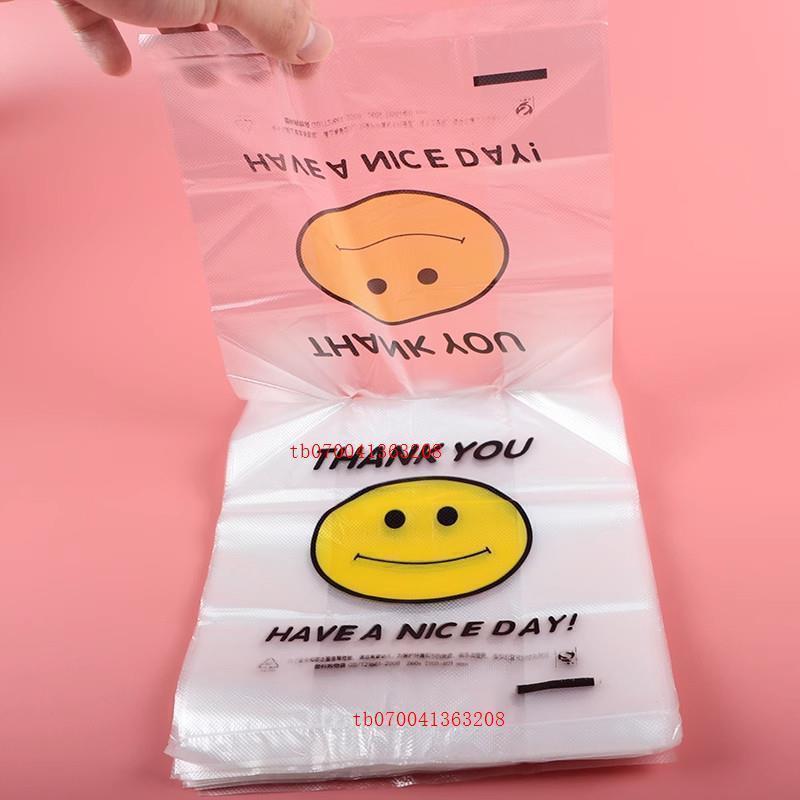 HAVE A NICE DAY!
THANK YOU
tb070041363208
THANK YOU
HAVE A NICE DAY!
tb070041363208